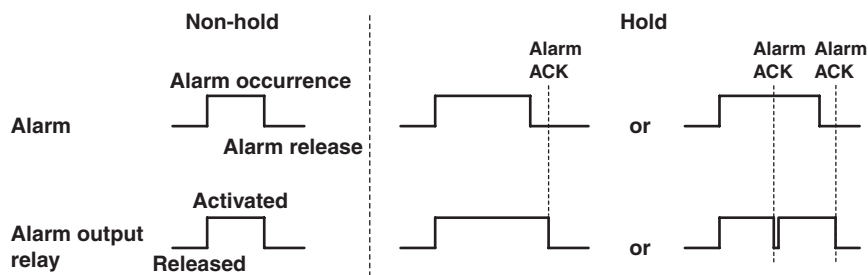 Non-hold
Hold
Alarm
ACK
Alarm
ACK
Alarm
ACK
Alarm occurrence
Alarm
or
Alarm release
Activated
Alarm output
relay
or
Released